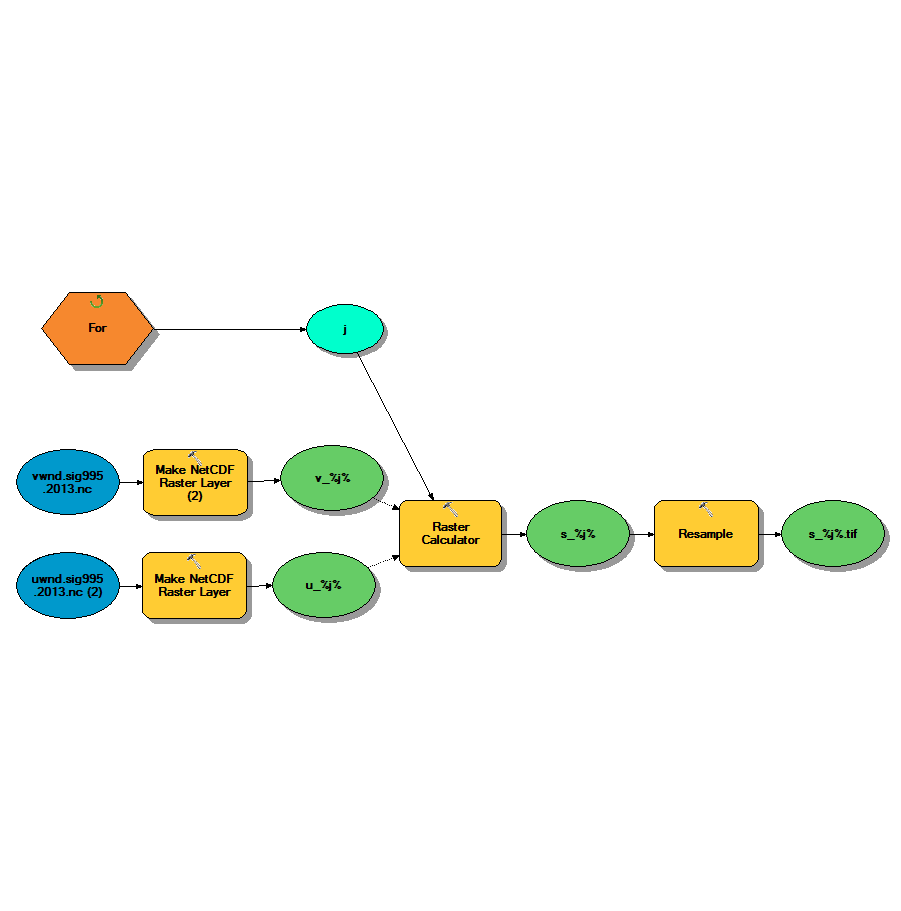 For
j
vwnd.sig995
.2013.nc
Make NetCDF
Raster Layer
(2)
v_%j%
Raster
Calculator
s_%j%
Resample
s_%j%.tif
uwnd.sig995
.2013.nc (2)
Make NetCDF
Raster Layer
u_%j%